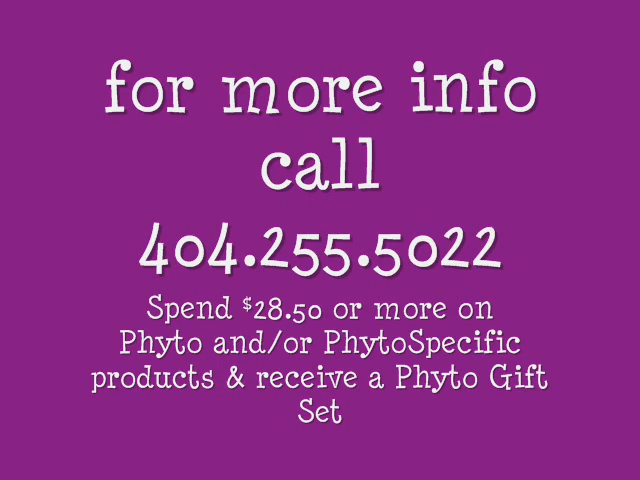 for more info
call
404.255.5022
Spend $28.50 or more on
Phyto and/or PhytoSpecific
products & receive a Phyto Gift
Set